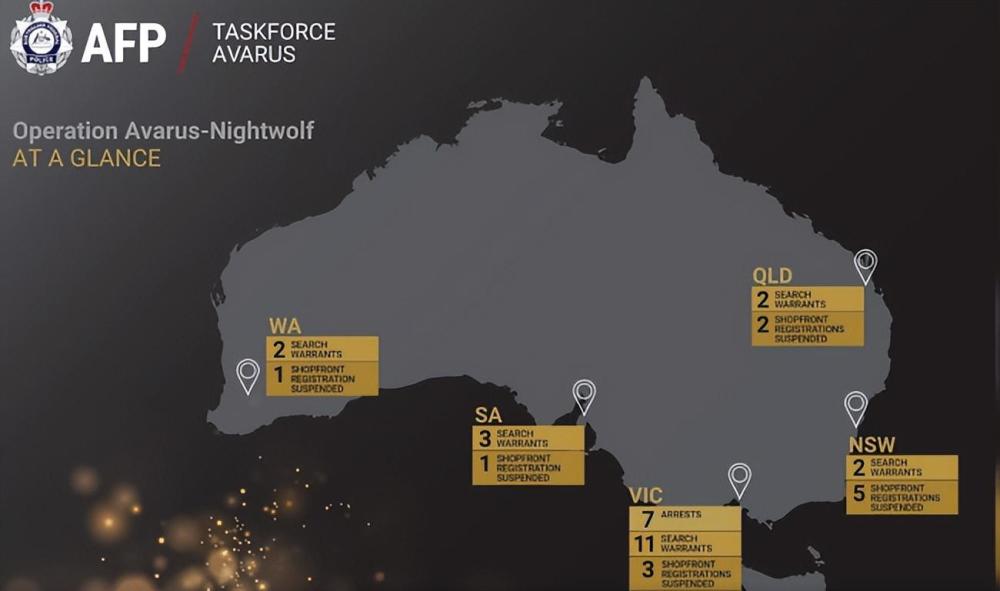 AFP
TASKFORCE
AVARUS
Operation Avarus-Nightwolf
AT A GLANCE
WA
2 SEARCH
WARRANTS
1 SHOPFRONT
REGISTRATION
SUSPENDED
SA
3 SEARCH
WARRANTS
1 SHOPFRONT
REGISTRATION
SUSPENDED
VIC
7 ARRESTS
11 SEARCH
WARRANTS
3 SHOPFRONT
REGISTRATIONS
SUSPENDED
QLD
2 SEARCH
WARRANTS
2 SHOPFRONT
REGISTRATIONS
SUSPENDED
NSW
2 SEARCH
WARRANTS
5 SHOPFRONT
REGISTRATIONS
SUSPENDED